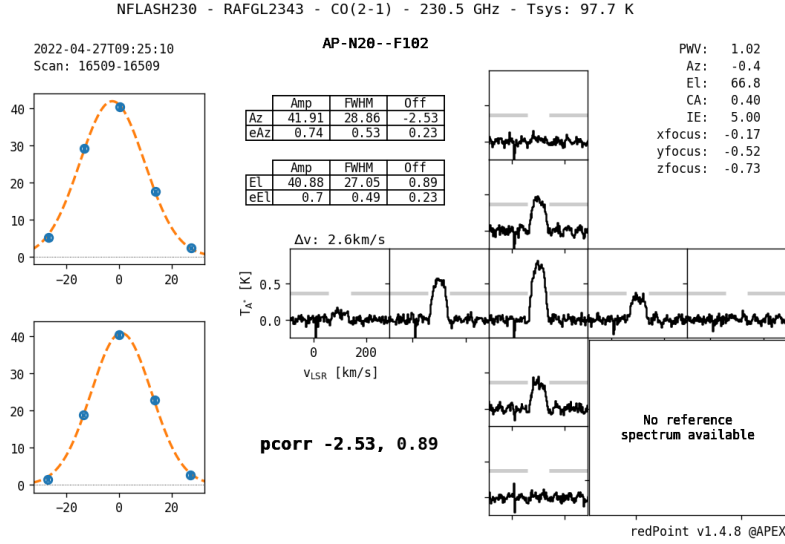 NFLASH230 - RAFGL2343 - CO(2-1) - 230.5 GHz - Tsys: 97.7 K
2022-04-27T09:25:10
Scan: 16509-16509
AP-N20--F102
PWV: 1.02
Az: -0.4
El: 66.8
CA: 0.40
IE: 5.00
xfocus: -0.17
yfocus: -0.52
zfocus: -0.73
Amp FWHM Off
Az 41.91 28.86 -2.53
eAz 0.74 0.53 0.23
Amp FWHM Off
El 40.88 27.05 0.89
eEl 0.7 0.49 0.23
40
30
20
10
0
-20 0 20
Δv: 2.6km/s
T_A* [K]
0.5
0.0
0 200
v_LSR [km/s]
40
30
20
10
0
-20 0 20
pcorr -2.53, 0.89
No reference
spectrum available
redPoint v1.4.8 @APEX